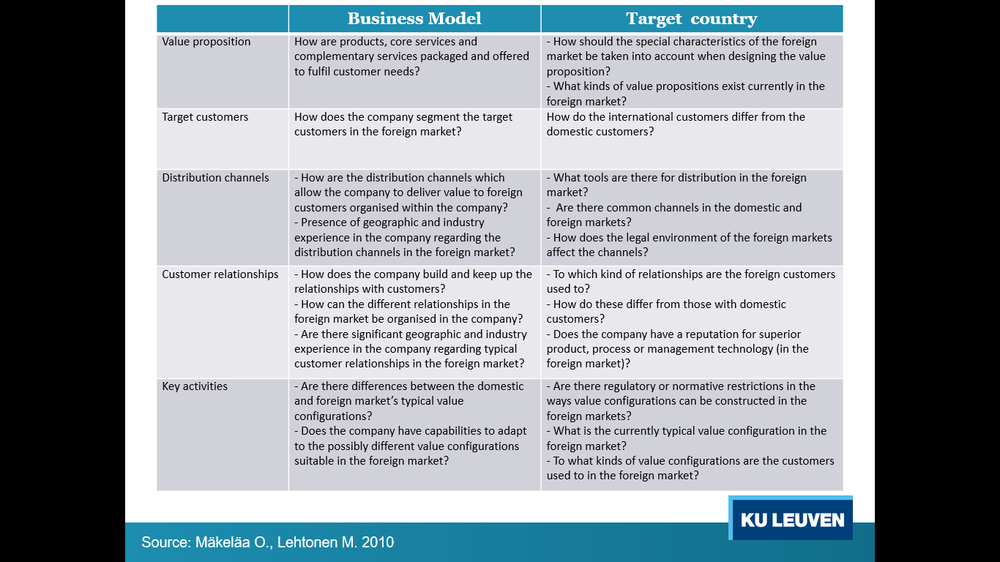 Business Model
Target  country
Value proposition
How are products, core services and
complementary services packaged and offered
to fulfil customer needs?
- How should the special characteristics of the foreign
market be taken into account when designing the value
proposition?
- What kinds of value propositions exist currently in the
foreign market?
Target customers
How does the company segment the target
customers in the foreign market?
How do the international customers differ from the
domestic customers?
Distribution channels
- How are the distribution channels which
allow the company to deliver value to foreign
customers organised within the company?
- Presence of geographic and industry
experience in the company regarding the
distribution channels in the foreign market?
- What tools are there for distribution in the foreign
market?
-  Are there common channels in the domestic and
foreign markets?
- How does the legal environment of the foreign markets
affect the channels?
Customer relationships
- How does the company build and keep up the
relationships with customers?
- How can the different relationships in the
foreign market be organised in the company?
- Are there significant geographic and industry
experience in the company regarding typical
customer relationships in the foreign market?
- To which kind of relationships are the foreign customers
used to?
- How do these differ from those with domestic
customers?
- Does the company have a reputation for superior
product, process or management technology (in the
foreign market)?
Key activities
- Are there differences between the domestic
and foreign market’s typical value
configurations?
- Does the company have capabilities to adapt
to the possibly different value configurations
suitable in the foreign market?
- Are there regulatory or normative restrictions in the
ways value configurations can be constructed in the
foreign markets?
- What is the currently typical value configuration in the
foreign market?
- To what kinds of value configurations are the customers
used to in the foreign market?
KU LEUVEN
Source: Mäkeläa O., Lehtonen M. 2010